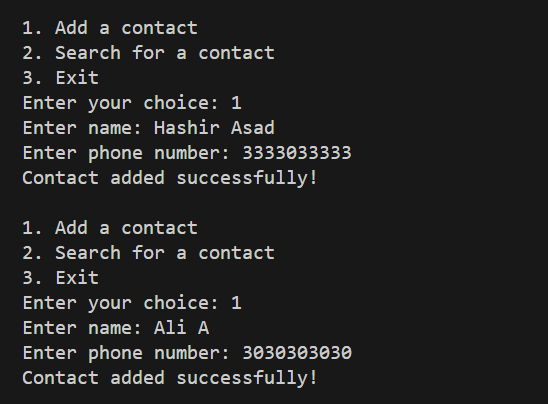 1. Add a contact
2. Search for a contact
3. Exit
Enter your choice: 1
Enter name: Hashir Asad
Enter phone number: 3333033333
Contact added successfully!
1. Add a contact
2. Search for a contact
3. Exit
Enter your choice: 1
Enter name: Ali A
Enter phone number: 3030303030
Contact added successfully!